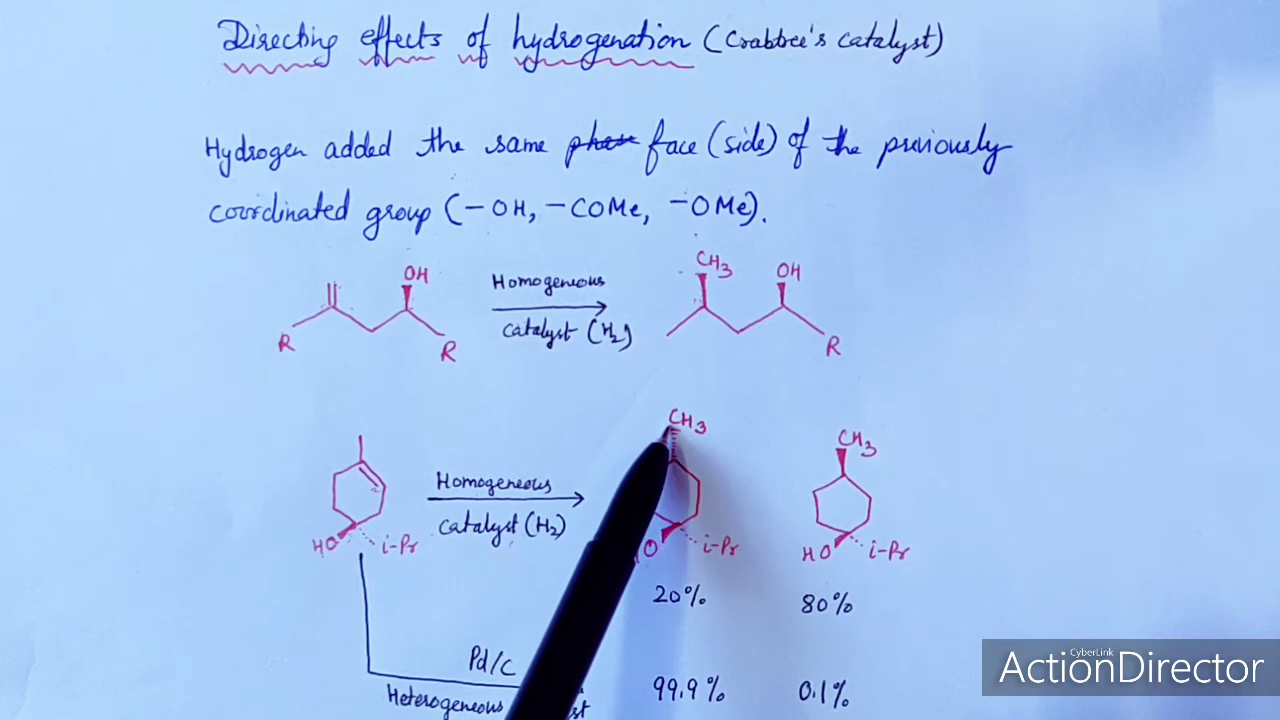 Directing effects of hydrogenation (Crabtree's catalyst)
Hydrogen added the same face (side) of the previously
coordinated group (-OH, -COMe, -OMe).
OH
Homogeneous
catalyst (H2)
R
R
CH3
OH
R
HO
i-Pr
Homogeneous
catalyst (H2)
CH3
i-Pr
CH3
HO
i-Pr
20%
80%
Pd/C
Heterogeneous
99.9%
0.1%
CyberLink
ActionDirector